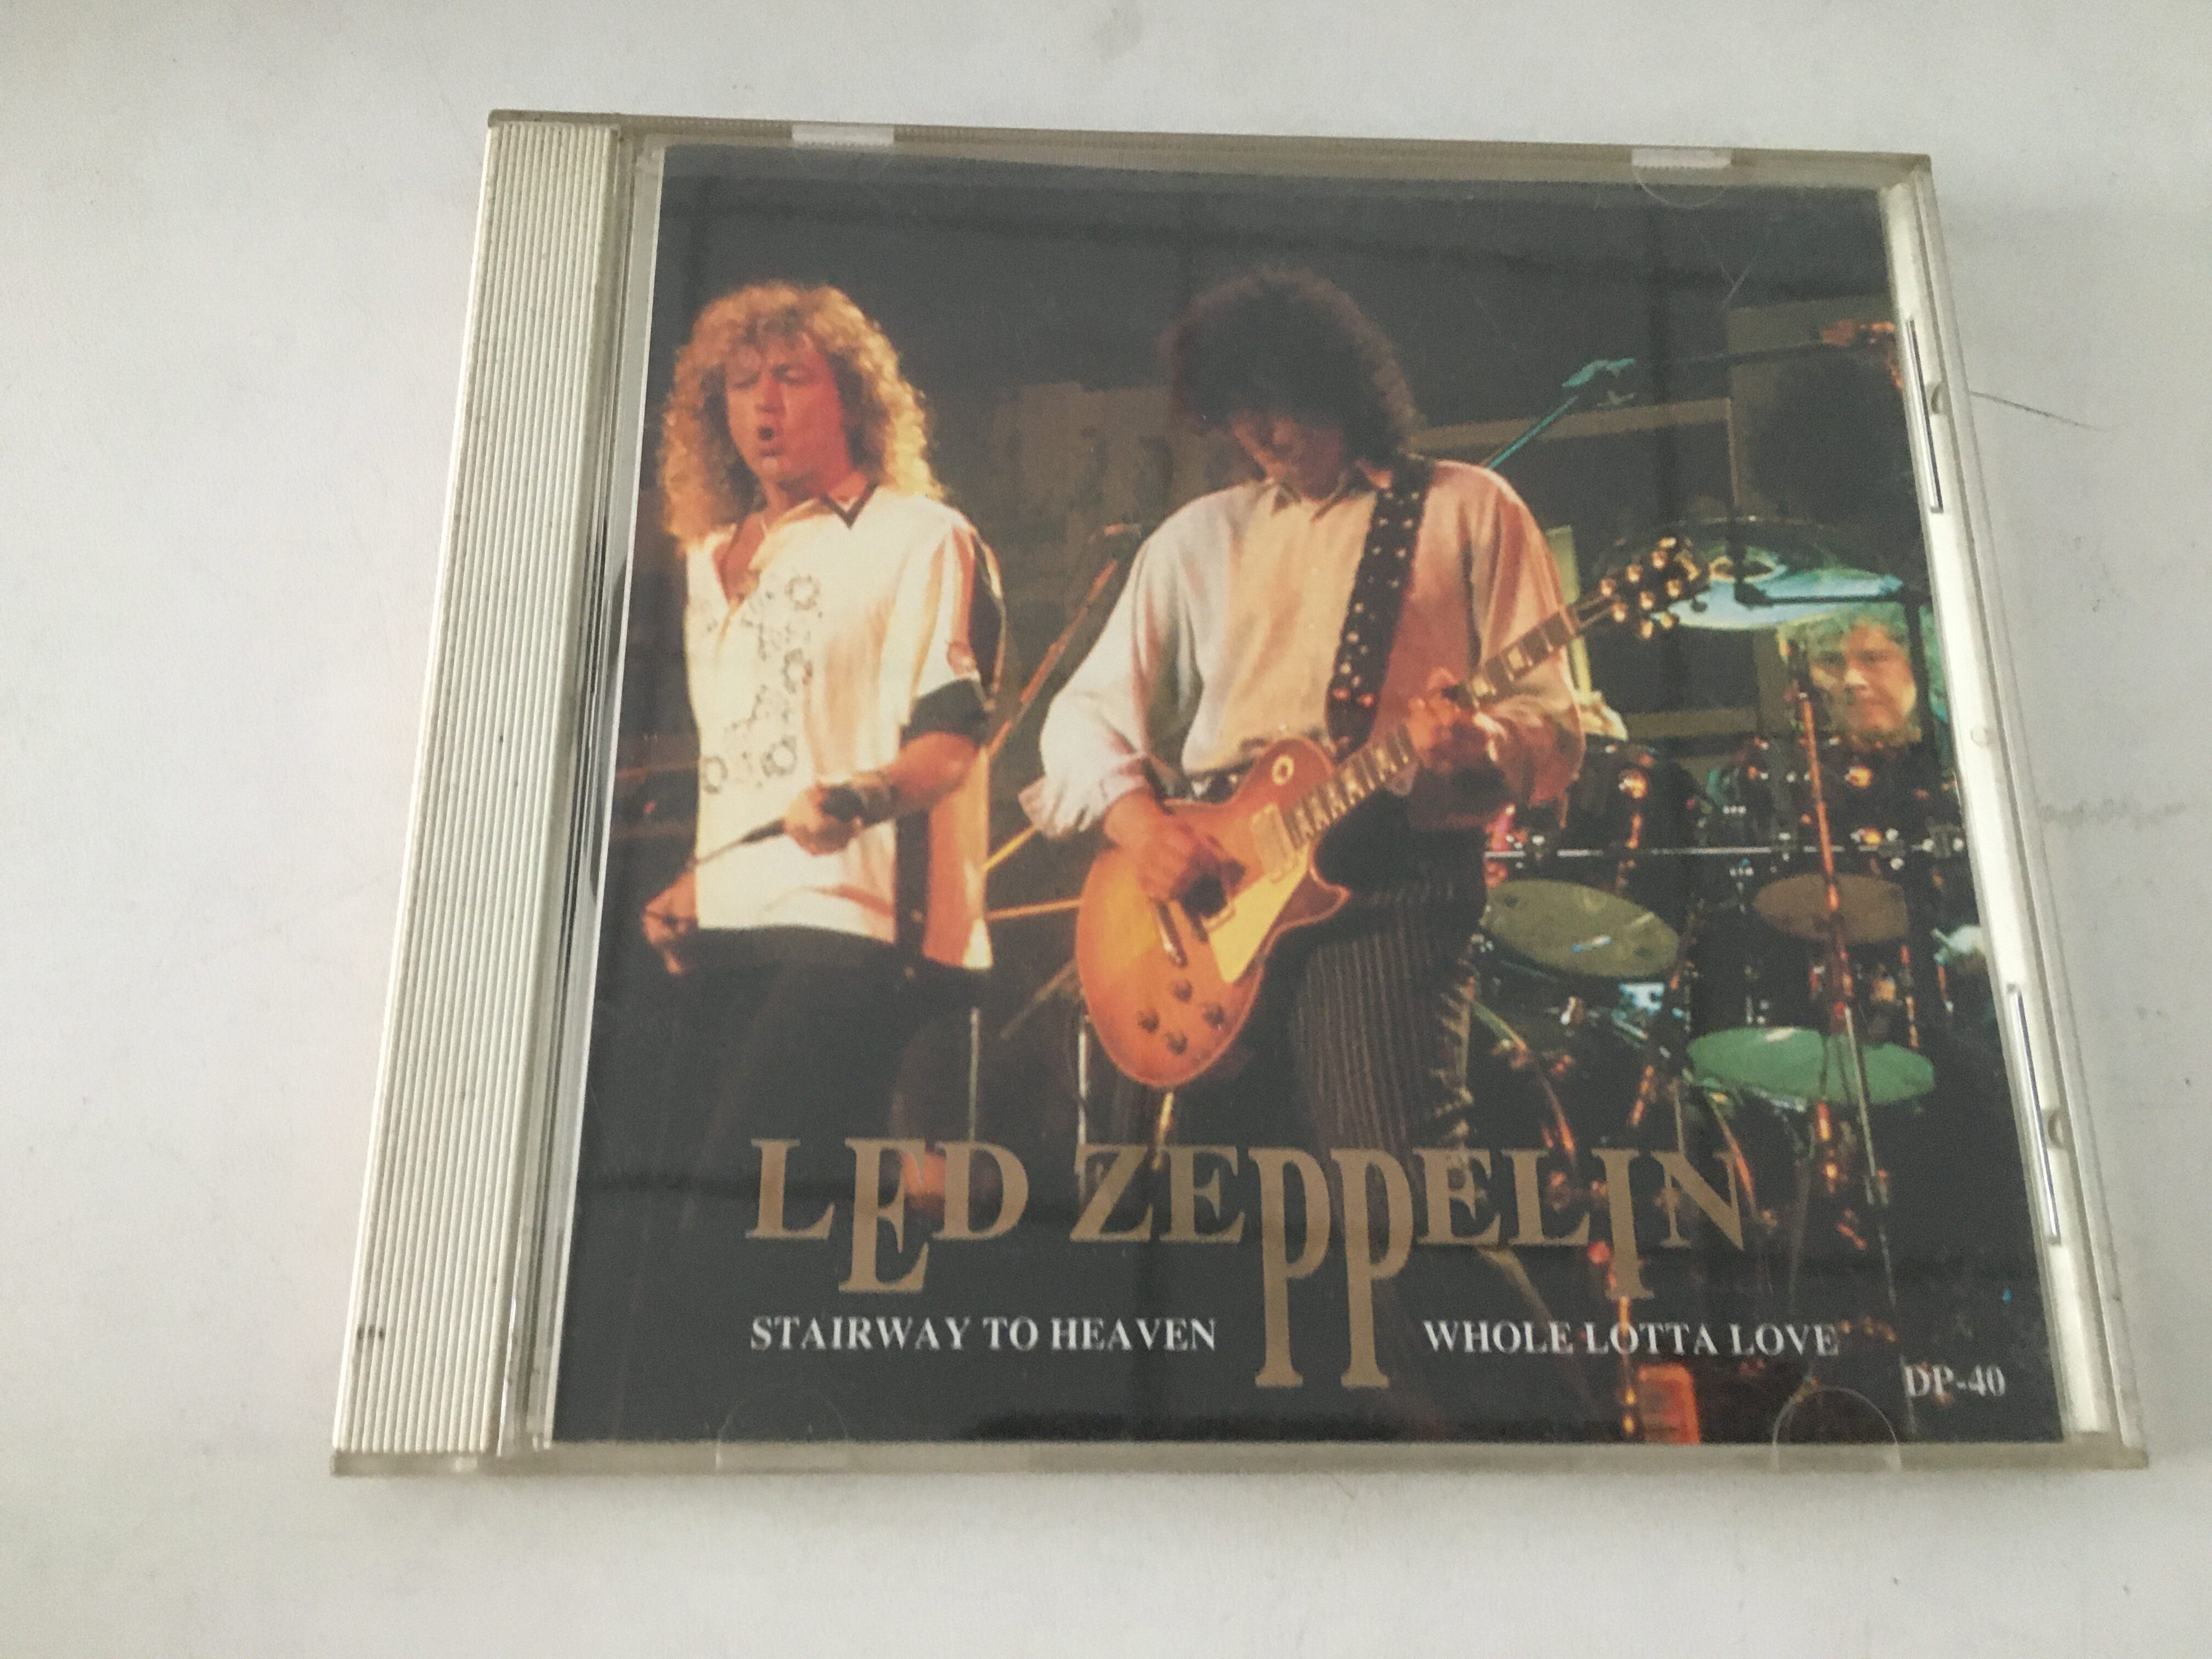 LED ZEPPELIN
STAIRWAY TO HEAVEN WHOLE LOTTA LOVE
DP-40